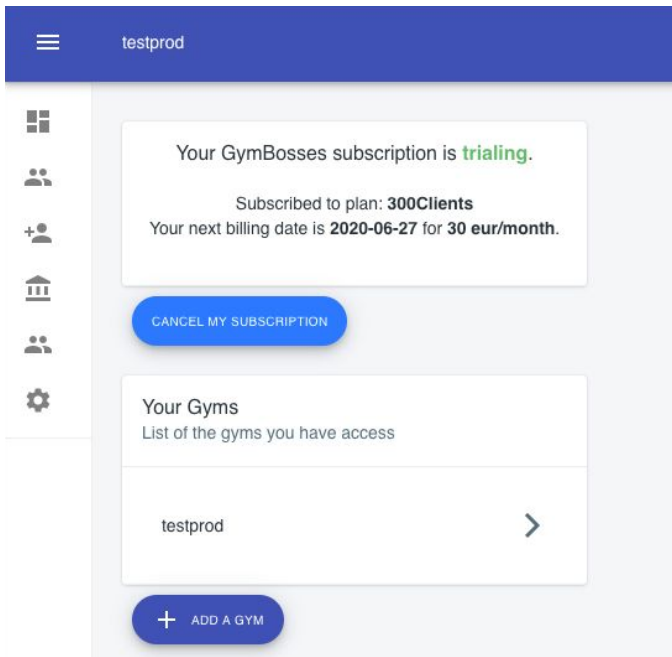 testprod
Your GymBosses subscription is trialing.
Subscribed to plan: 300Clients
Your next billing date is 2020-06-27 for 30 eur/month.
CANCEL MY SUBSCRIPTION
Your Gyms
List of the gyms you have access
testprod
ADD A GYM